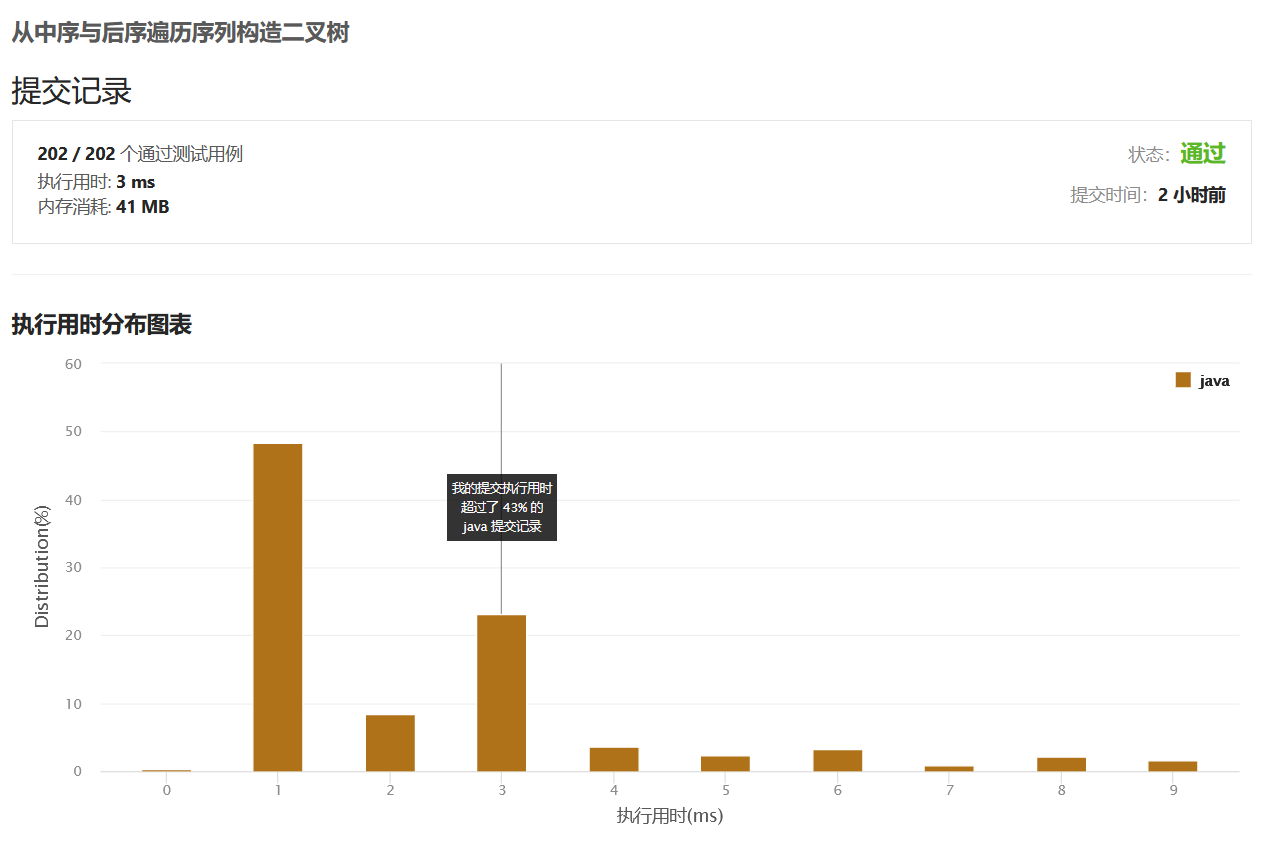 从中序与后序遍历序列构造二叉树
提交记录
202 / 202 个通过测试用例
状态：通过
执行用时: 3 ms
提交时间：2 小时前
内存消耗: 41 MB
执行用时分布图表
60
java
50
我的提交执行用时
超过了 43% 的
java 提交记录
40
30
20
10
0
Distribution(%)
0 1 2 3 4 5 6 7 8 9
执行用时(ms)